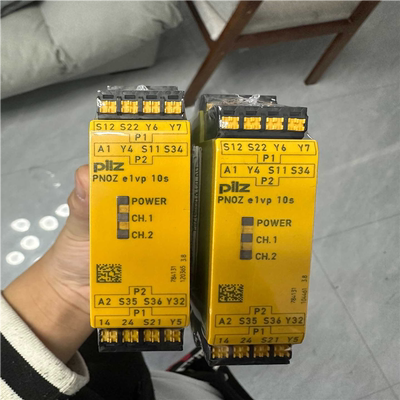 S12 S22 Y6 Y7
P1
A1 Y4 S11 S34
P2
pilz
PNOZ e1vp 10s
POWER
CH.1
CH.2
784131
P2
A2 S35 S36 Y32
P1
14 24 S21 Y5
S12 S22 Y6 Y7
P1
A1 Y4 S11 S34
P2
pilz
PNOZ e1vp 10s
POWER
CH.1
CH.2
784131
P2
A2 S35 S36 Y32
P1
14 24 S21 Y5